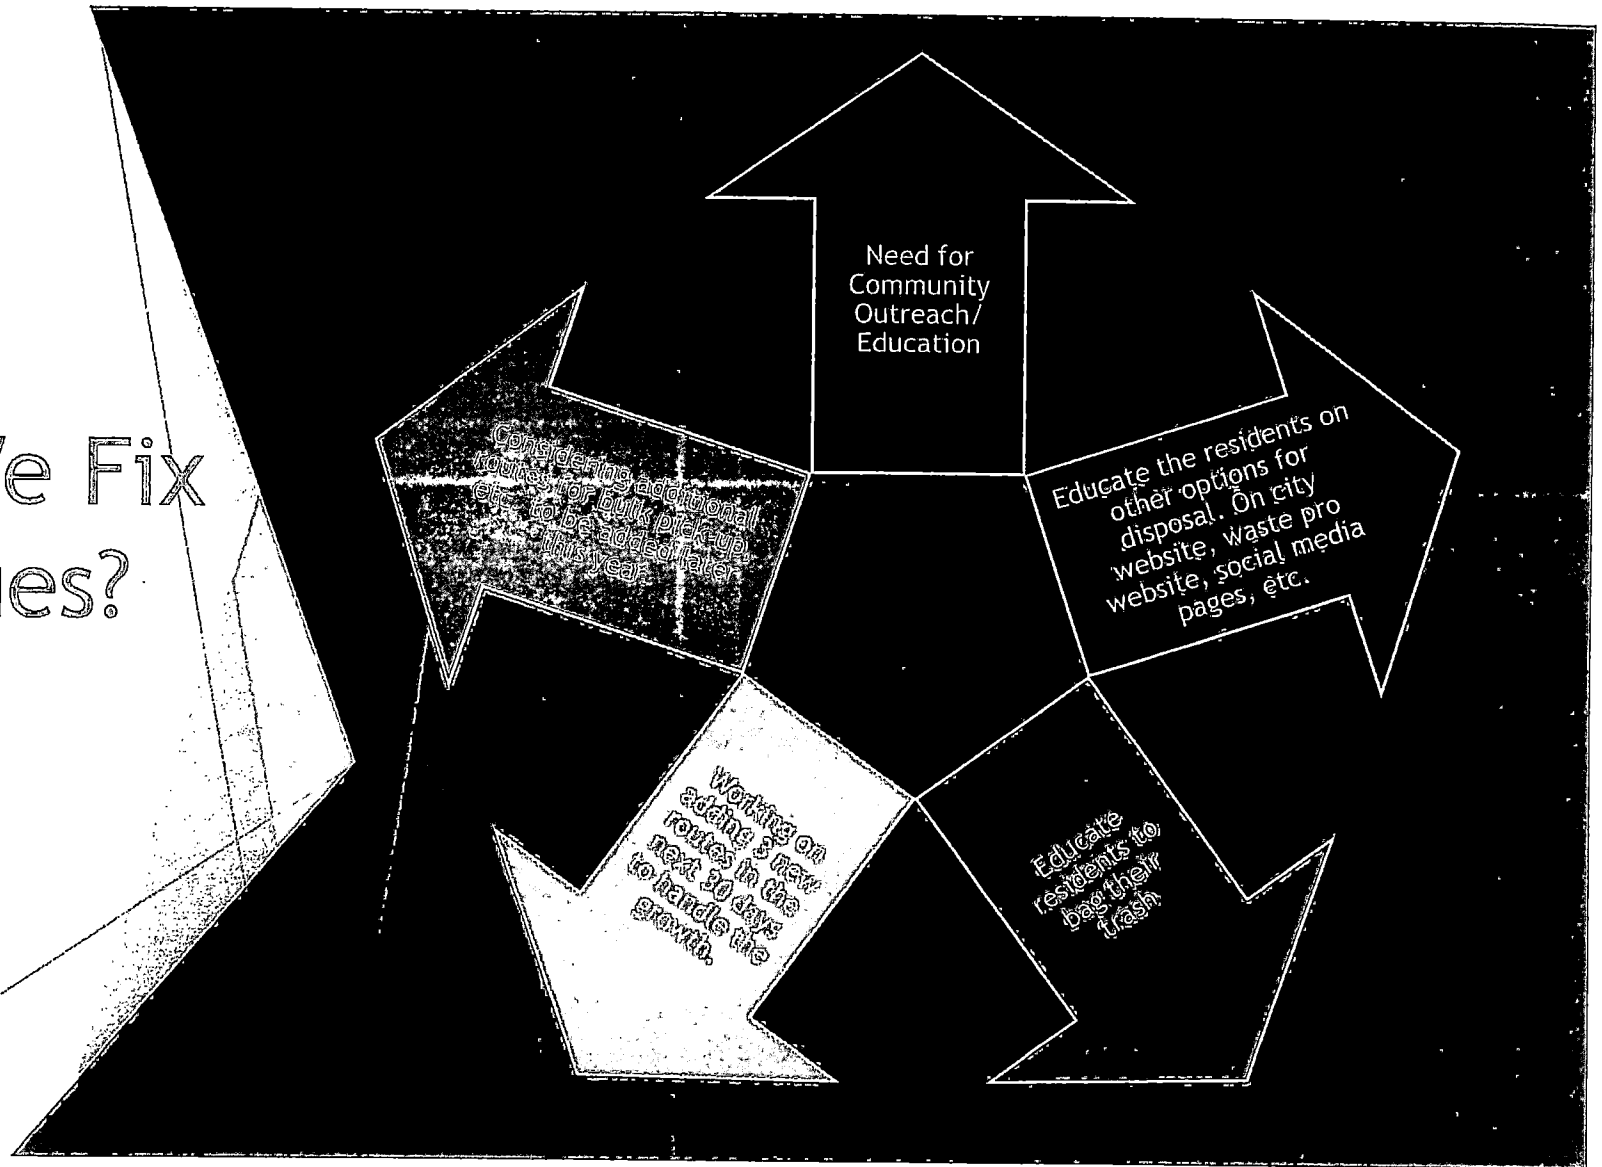 e Fix
ues?
Need for
Community
Outreach/
Education
Educate the residents on
other options for
disposal. On city
website, waste pro
website, social media
pages, etc.
Educate
residents to
bag their
trash
Working on
adding 3 new
routes in the
next 30 days
to handle the
growth.
Considering additional
routes for bulk pick-up,
etc. to be added later
this year.